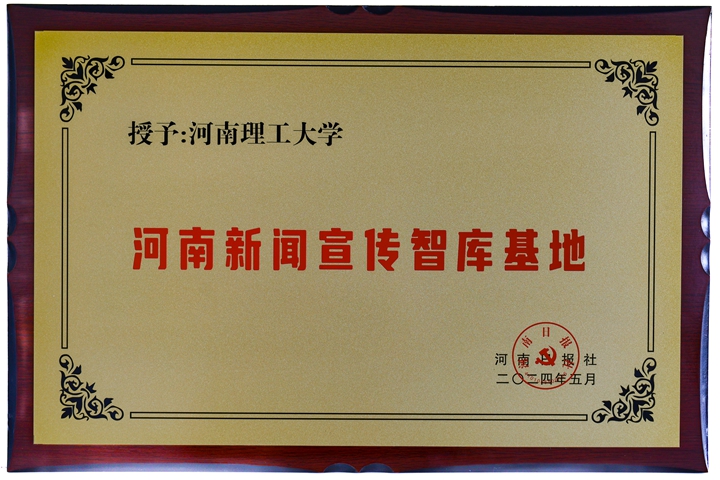 授予:河南理工大学
河南新闻宣传智库基地
河南日报社
二〇二四年五月